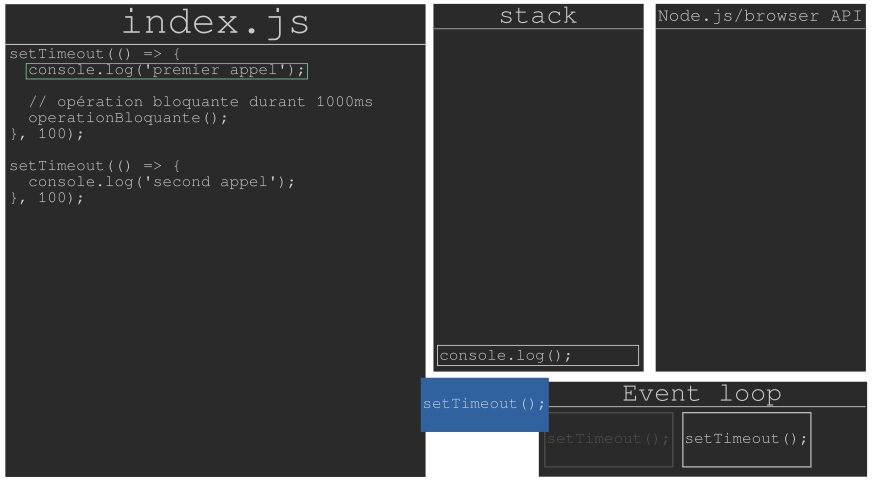 index.js
setTimeout(() => {
  console.log('premier appel');

  // opération bloquante durant 1000ms
  operationBloquante();
}, 100);

setTimeout(() => {
  console.log('second appel');
}, 100);
stack
console.log();
Node.js/browser API
setTimeout();
Event loop
setTimeout();
setTimeout();